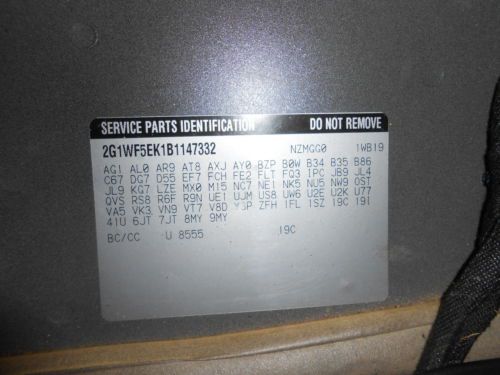 SERVICE PARTS IDENTIFICATION DO NOT REMOVE
2G1WF5EK1B1147332 NZMGG0 1WB19
AG1 AL0 AR9 AT8 AXJ AY0 BZP B0W B34 B35 B86
C67 DG7 D55 EF7 FCH FE2 FLT FQ3 IPC J89 JL4
JL9 KG7 LZE MX0 M15 NC7 NE1 NK5 NU5 NW9 OST
QVS RS8 R6F R9N UE1 UJM US8 UW6 U2E U2K U77
VA5 VK3 VN9 VT7 V8D YJP ZFH 1FL 1SZ 19C 19I
41U 6JT 7JT 8MY 9MY
BC/CC U 8555 19C